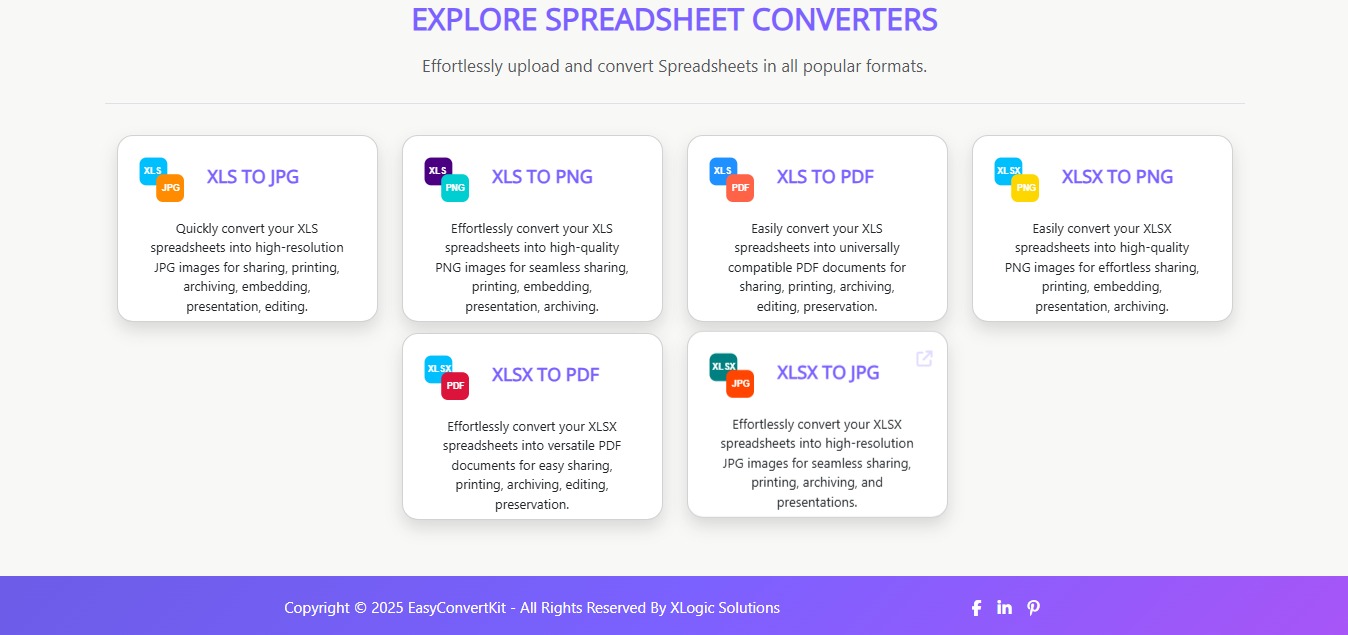 EXPLORE SPREADSHEET CONVERTERS
Effortlessly upload and convert Spreadsheets in all popular formats.
XLS
JPG
XLS TO JPG
Quickly convert your XLS
spreadsheets into high-resolution
JPG images for sharing, printing,
archiving, embedding,
presentation, editing.
XLS
PNG
XLS TO PNG
Effortlessly convert your XLS
spreadsheets into high-quality
PNG images for seamless sharing,
printing, embedding,
presentation, archiving.
XLS
PDF
XLS TO PDF
Easily convert your XLS
spreadsheets into universally
compatible PDF documents for
sharing, printing, archiving,
editing, preservation.
XLSX
PNG
XLSX TO PNG
Easily convert your XLSX
spreadsheets into high-quality
PNG images for effortless sharing,
printing, embedding,
presentation, archiving.
XLSX
PDF
XLSX TO PDF
Effortlessly convert your XLSX
spreadsheets into versatile PDF
documents for easy sharing,
printing, archiving, editing,
preservation.
XLSX
JPG
XLSX TO JPG
Effortlessly convert your XLSX
spreadsheets into high-resolution
JPG images for seamless sharing,
printing, archiving, and
presentations.
Copyright © 2025 EasyConvertKit - All Rights Reserved By XLogic Solutions